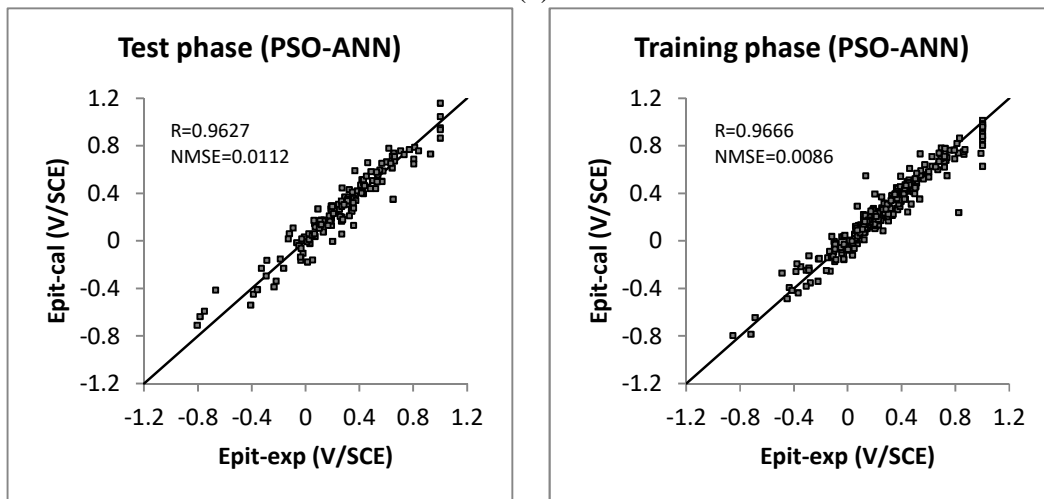 Test phase (PSO-ANN)
R=0.9627
NMSE=0.0112
1.2
0.8
0.4
0
-0.4
-0.8
-1.2
-1.2 -0.8 -0.4 0 0.4 0.8 1.2
Epit-cal (V/SCE)
Epit-exp (V/SCE)
Training phase (PSO-ANN)
R=0.9666
NMSE=0.0086
1.2
0.8
0.4
0
-0.4
-0.8
-1.2
-1.2 -0.8 -0.4 0 0.4 0.8 1.2
Epit-cal (V/SCE)
Epit-exp (V/SCE)